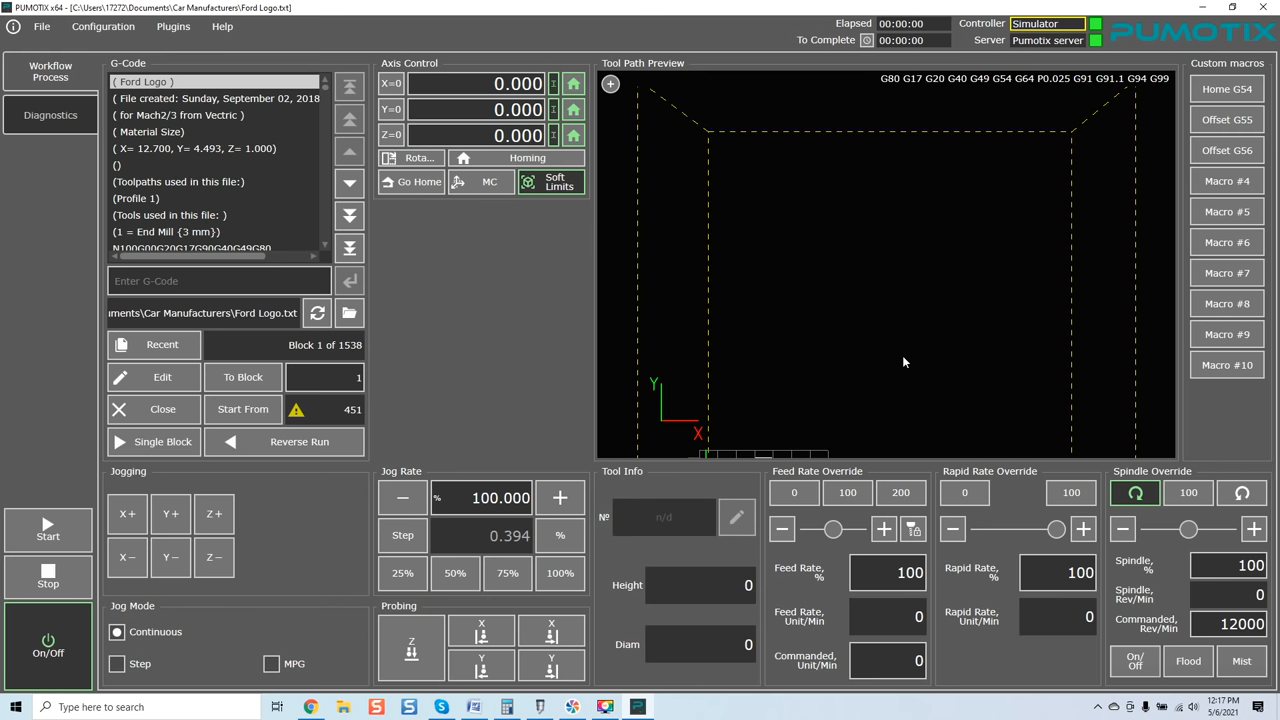 PUMOTIX x64 - [C:\Users\17272\Documents\Car Manufacturers\Ford Logo.txt]
File Configuration Plugins Help
Elapsed 00:00:00 Controller Simulator
To Complete 00:00:00 Server Pumotix server
PUMOTIX
Workflow
Process
Diagnostics
G-Code
( Ford Logo )
( File created: Sunday, September 02, 2018
( for Mach2/3 from Vectric )
( Material Size)
( X= 12.700, Y= 4.493, Z= 1.000)
()
(Toolpaths used in this file:)
(Profile 1)
(Tools used in this file: )
(1 = End Mill {3 mm})
N100G00G20G17G90G40G49G80
Enter G-Code
uments\Car Manufacturers\Ford Logo.txt
Recent Block 1 of 1538
Edit To Block 1
Close Start From 451
Single Block Reverse Run
Axis Control
X=0 0.000
Y=0 0.000
Z=0 0.000
Rota... Homing
Go Home MC Soft
Limits
Tool Path Preview
G80 G17 G20 G40 G49 G54 G64 P0.025 G91 G91.1 G94 G99
Y
X
Custom macros
Home G54
Offset G55
Offset G56
Macro #4
Macro #5
Macro #6
Macro #7
Macro #8
Macro #9
Macro #10
Start
Stop
On/Off
Jogging
X+ Y+ Z+
X- Y- Z-
Jog Mode
Continuous
Step MPG
Jog Rate
% 100.000
Step 0.394 %
25% 50% 75% 100%
Probing
Z X X
Y Y
Tool Info
№ n/d
Height 0
Diam 0
Feed Rate Override
0 100 200
Feed Rate,
% 100
Feed Rate,
Unit/Min 0
Commanded,
Unit/Min 0
Rapid Rate Override
0 100
Rapid Rate,
% 100
Rapid Rate,
Unit/Min 0
Spindle Override
100
Spindle,
% 100
Spindle,
Rev/Min 0
Commanded,
Rev/Min 12000
On/
Off Flood Mist
Type here to search
12:17 PM
5/6/2021